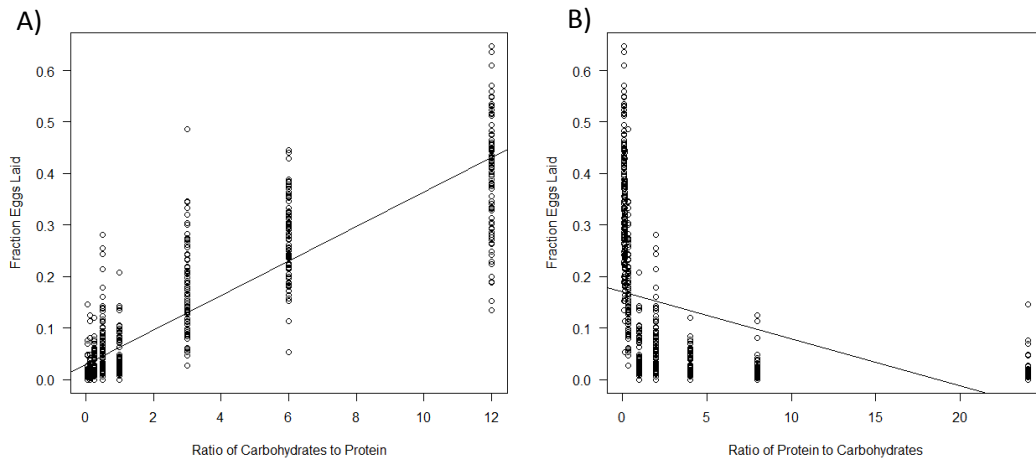 A)
Fraction Eggs Laid
0.6
0.5
0.4
0.3
0.2
0.1
0.0
0 2 4 6 8 10 12
Ratio of Carbohydrates to Protein
B)
Fraction Eggs Laid
0.6
0.5
0.4
0.3
0.2
0.1
0.0
0 5 10 15 20
Ratio of Protein to Carbohydrates